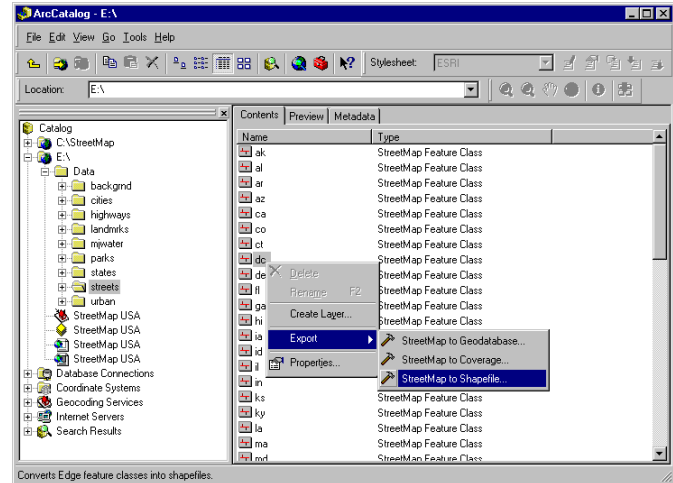 ArcCatalog - E:\
File Edit View Go Tools Help
Stylesheet: ESRI
Location: E:\
Contents Preview Metadata
Catalog
C:\StreetMap
E:\
Data
backgrnd
cities
highways
landmrks
mjwater
parks
states
streets
urban
StreetMap USA
StreetMap USA
StreetMap USA
StreetMap USA
Database Connections
Coordinate Systems
Geocoding Services
Internet Servers
Search Results
Name Type
ak StreetMap Feature Class
al StreetMap Feature Class
ar StreetMap Feature Class
az StreetMap Feature Class
ca StreetMap Feature Class
co StreetMap Feature Class
ct StreetMap Feature Class
dc StreetMap Feature Class
de StreetMap Feature Class
fl StreetMap Feature Class
ga StreetMap Feature Class
hi StreetMap Feature Class
ia
id
il
in
ks StreetMap Feature Class
ky StreetMap Feature Class
la StreetMap Feature Class
ma StreetMap Feature Class
md StreetMap Feature Class
Delete
Rename F2
Create Layer...
Export
Properties...
StreetMap to Geodatabase...
StreetMap to Coverage...
StreetMap to Shapefile...
Converts Edge feature classes into shapefiles.